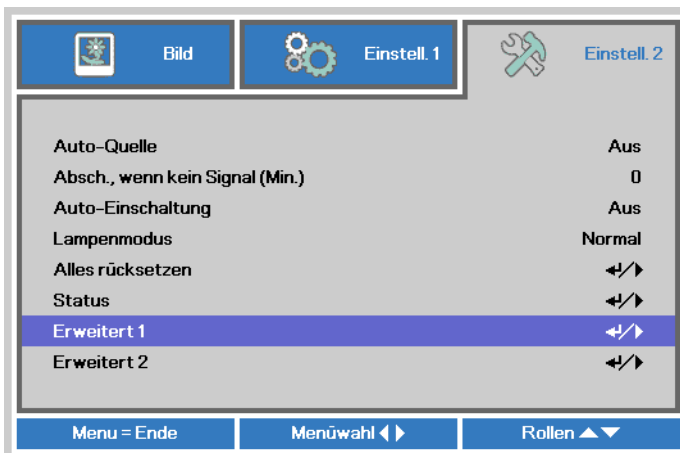 Bild Einstell. 1 Einstell. 2
Auto-Quelle Aus
Absch., wenn kein Signal (Min.) 0
Auto-Einschaltung Aus
Lampenmodus Normal
Alles rücksetzen ↵/▶
Status ↵/▶
Erweitert 1 ↵/▶
Erweitert 2 ↵/▶
Menu = Ende Menüwahl ◀▶ Rollen ▲▼